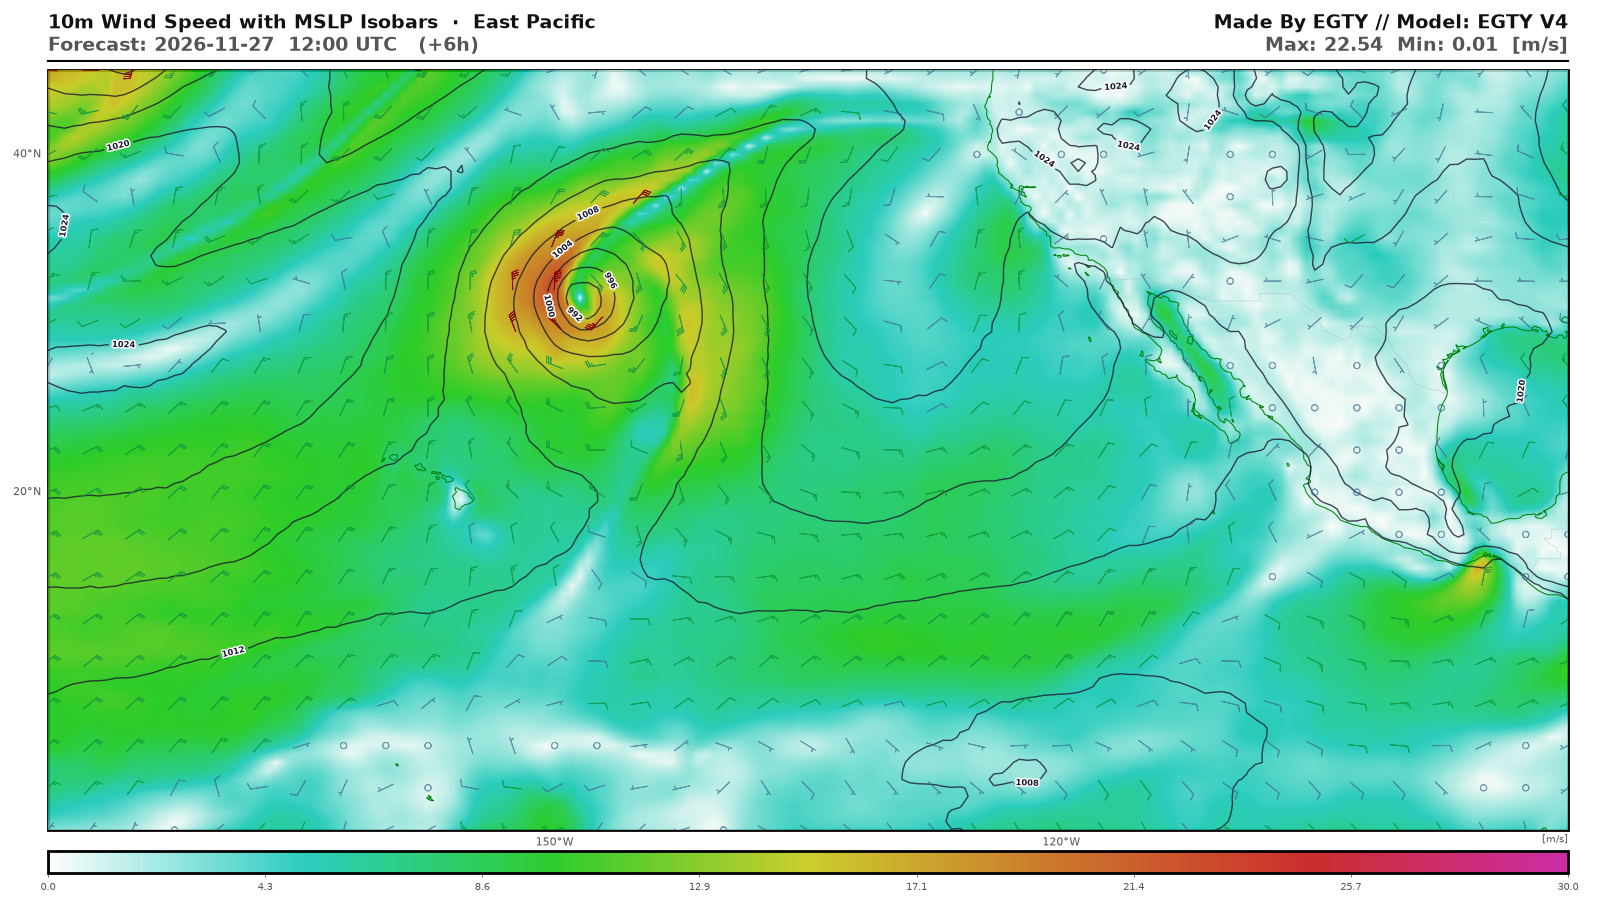 10m Wind Speed with MSLP Isobars · East Pacific
Made By EGTY // Model: EGTY V4
Forecast: 2026-11-27 12:00 UTC (+6h)
Max: 22.54 Min: 0.01 [m/s]
1024
1024
1020
1024
1024
40°N
1008
1024
1004
996
1000
992
1024
1020
20°N
1012
1008
150°W
120°W
[m/s]
0.0
4.3
8.6
12.9
17.1
21.4
25.7
30.0